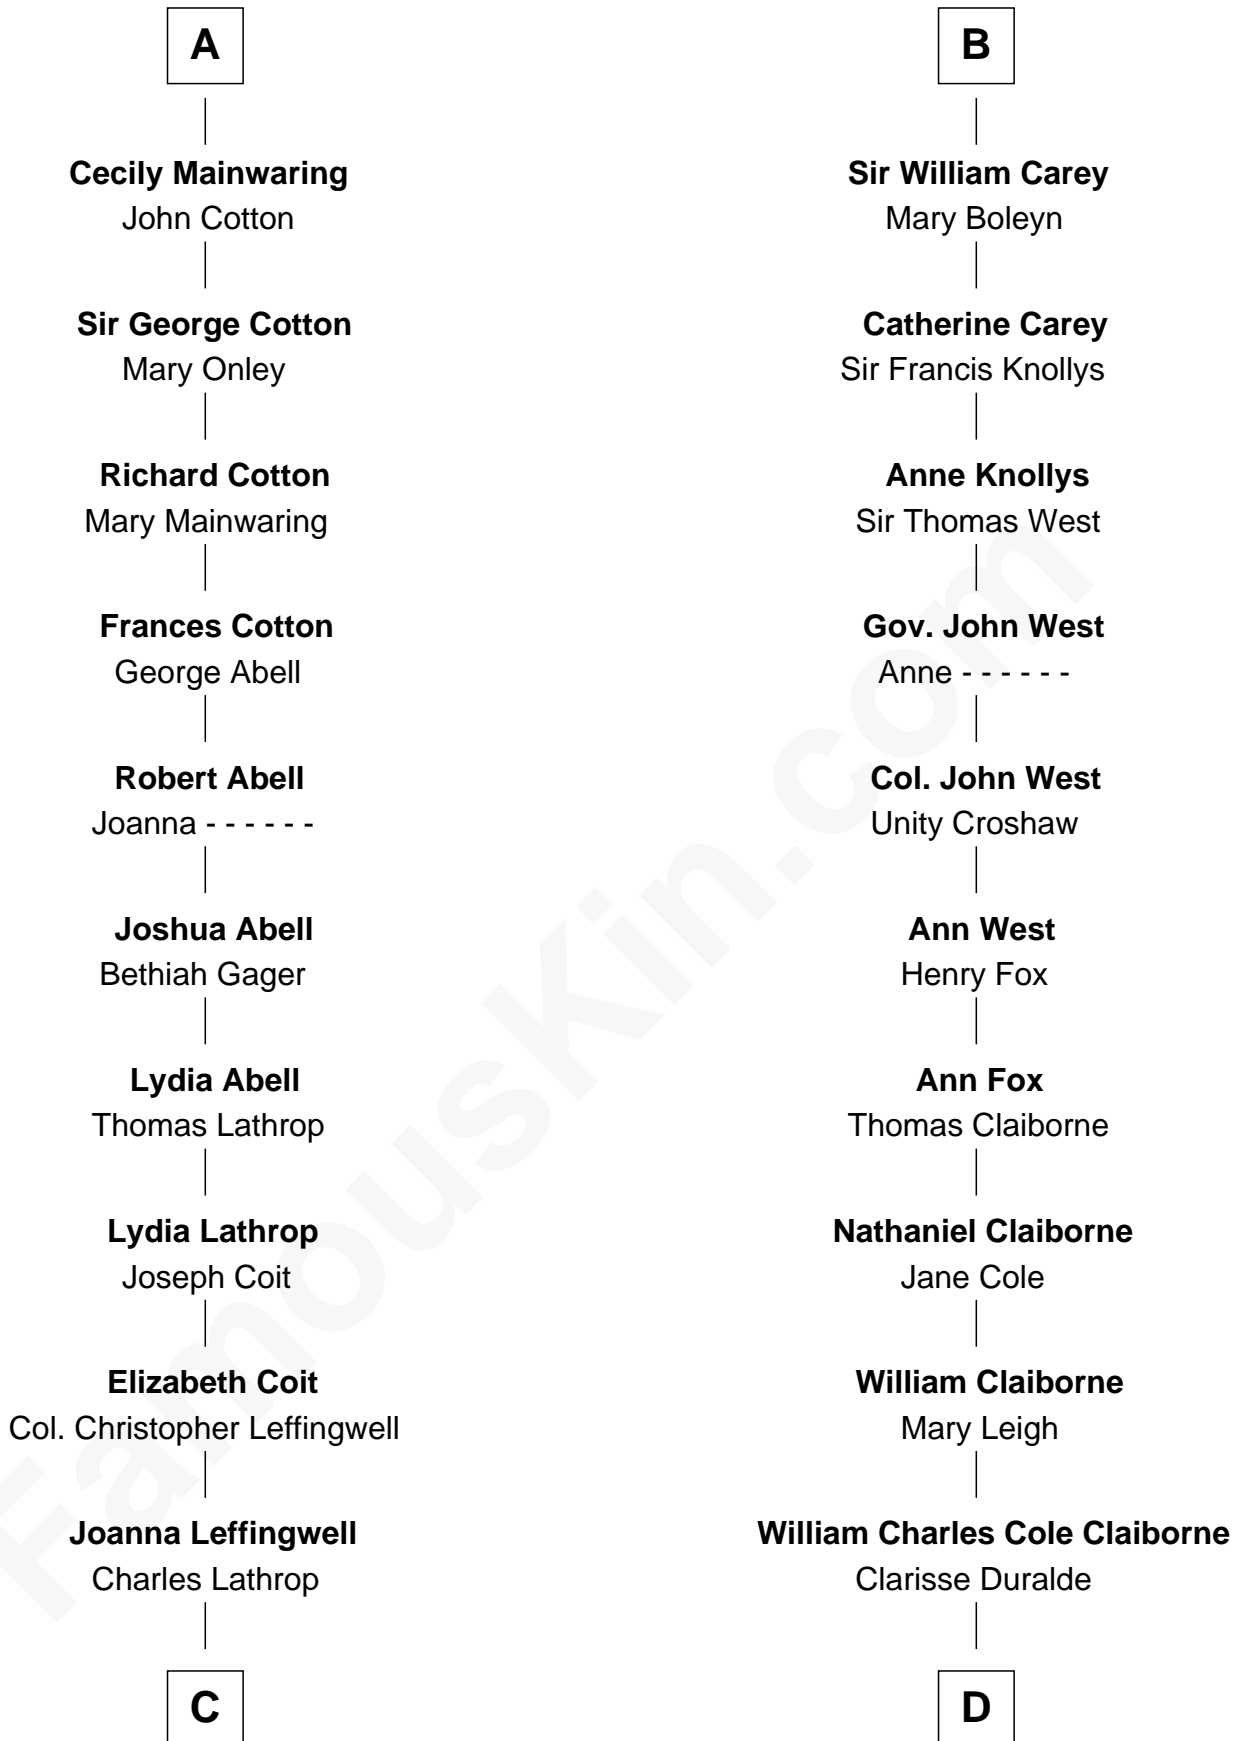 A
Cecily Mainwaring
John Cotton
Sir George Cotton
Mary Onley
Richard Cotton
Mary Mainwaring
Frances Cotton
George Abell
Robert Abell
Joanna - - - - - -
Joshua Abell
Bethiah Gager
Lydia Abell
Thomas Lathrop
Lydia Lathrop
Joseph Coit
Elizabeth Coit
Col. Christopher Leffingwell
Joanna Leffingwell
Charles Lathrop
C
B
Sir William Carey
Mary Boleyn
Catherine Carey
Sir Francis Knollys
Anne Knollys
Sir Thomas West
Gov. John West
Anne - - - - - -
Col. John West
Unity Croshaw
Ann West
Henry Fox
Ann Fox
Thomas Claiborne
Nathaniel Claiborne
Jane Cole
William Claiborne
Mary Leigh
William Charles Cole Claiborne
Clarisse Duralde
D
FamousKin.com